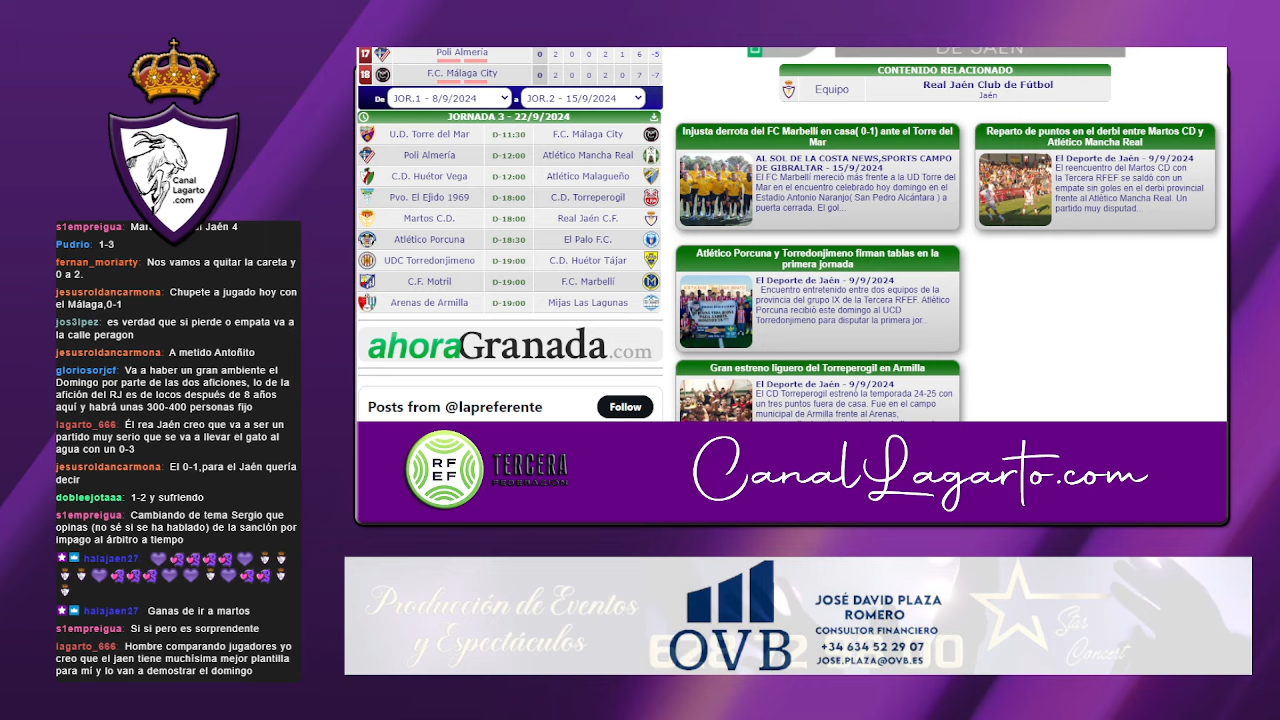 Canal
Lagarto
.com
Pudrio: 1-3
fernan_moriarty: Nos vamos a quitar la careta y
0 a 2.
jesusroldancarmona: Chupete a jugado hoy con
el Málaga,0-1
jos3lpez: es verdad que si pierde o empata va a
la calle peragon
jesusroldancarmona: A metido Antoñito
gloriosorjcf: Va a haber un gran ambiente el
Domingo por parte de las dos aficiones, lo de la
afición del RJ es de locos después de 8 años
aquí y habrá unas 300-400 personas fijo
lagarto_666: Él rea Jaén creo que va a ser un
partido muy serio que se va a llevar el gato al
agua con un 0-3
jesusroldancarmona: El 0-1,para el Jaén quería
decir
dobleejotaaa: 1-2 y sufriendo
s1empreigua: Cambiando de tema Sergio que
opinas (no sé si se ha hablado) de la sanción por
impago al árbitro a tiempo
halajaen27:
halajaen27: Ganas de ir a martos
s1empreigua: Si si pero es sorprendente
lagarto_666: Hombre comparando jugadores yo
creo que el jaen tiene muchísima mejor plantilla
para mí y lo van a demostrar el domingo
17 Poli Almería 0 2 0 0 2 1 6 -5
18 F.C. Málaga City 0 2 0 0 2 0 7 -7
De JOR.1 - 8/9/2024 a JOR.2 - 15/9/2024
JORNADA 3 - 22/9/2024
U.D. Torre del Mar D-11:30 F.C. Málaga City
Poli Almería D-12:00 Atlético Mancha Real
C.D. Huétor Vega D-12:00 Atlético Malagueño
Pvo. El Ejido 1969 D-18:00 C.D. Torreperogil
Martos C.D. D-18:00 Real Jaén C.F.
Atlético Porcuna D-18:30 El Palo F.C.
UDC Torredonjimeno D-19:00 C.D. Huétor Tájar
C.F. Motril D-19:00 F.C. Marbellí
Arenas de Armilla D-19:00 Mijas Las Lagunas
ahoraGranada.com
Posts from @lapreferente
Follow
DE JAÉN
CONTENIDO RELACIONADO
Equipo
Real Jaén Club de Fútbol
Jaén
Injusta derrota del FC Marbelli en casa( 0-1) ante el Torre del
Mar
AL SOL DE LA COSTA NEWS,SPORTS CAMPO
DE GIBRALTAR - 15/9/2024
El FC Marbellí mereció más frente a la UD Torre del
Mar en el encuentro celebrado hoy domingo en el
Estadio Antonio Naranjo( San Pedro Alcántara ) a
puerta cerrada. El gol...
Reparto de puntos en el derbi entre Martos CD y
Atlético Mancha Real
El Deporte de Jaén - 9/9/2024
El reencuentro del Martos CD con
la Tercera RFEF se saldó con un
empate sin goles en el derbi provincial
frente al Atlético Mancha Real. Un
partido muy disputad...
Atlético Porcuna y Torredonjimeno firman tablas en la
primera jornada
El Deporte de Jaén - 9/9/2024
Encuentro entretenido entre dos equipos de la
provincia del grupo IX de la Tercera RFEF. Atlético
Porcuna recibió este domingo al UCD
Torredonjimeno para disputar la primera jor...
Gran estreno liguero del Torreperogil en Armilla
El Deporte de Jaén - 9/9/2024
El CD Torreperogil estrenó la temporada 24-25 con
un tres puntos fuera de casa. Fue en el campo
municipal de Armilla frente al Arenas,
RF
EF
TERCERA
FEDERACIÓN
CanalLagarto.com
Producción de Eventos
y Espectáculos
OVB
JOSÉ DAVID PLAZA
ROMERO
CONSULTOR FINANCIERO
+34 634 52 29 07
JOSE.PLAZA@OVB.ES
Star
Concert